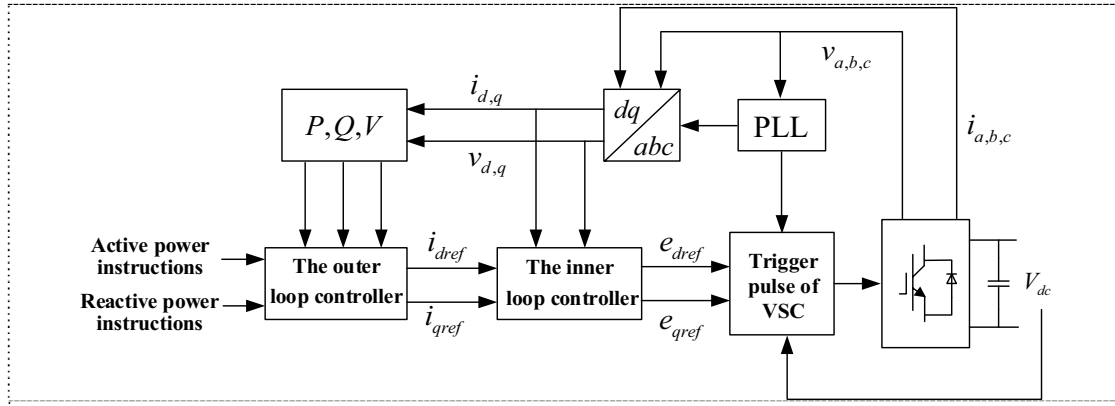 v_{a,b,c}
i_{d,q}
P,Q,V
dq
abc
PLL
i_{a,b,c}
v_{d,q}
Active power
instructions
Reactive power
instructions
The outer
loop controller
i_{dref}
i_{qref}
The inner
loop controller
e_{dref}
e_{qref}
Trigger
pulse of
VSC
V_{dc}